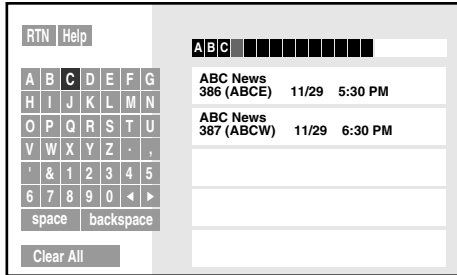 RTN Help
A B C D E F G
H I J K L M N
O P Q R S T U
V W X Y Z · ,
' & 1 2 3 4 5
6 7 8 9 0 ◄ ►
space backspace
Clear All
ABC
ABC News
386 (ABCE) 11/29 5:30 PM
ABC News
387 (ABCW) 11/29 6:30 PM